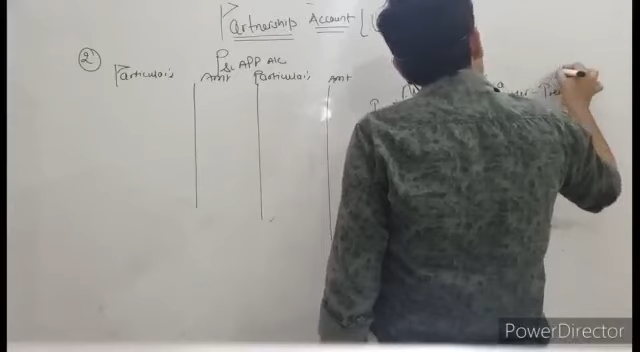 Partnership Account
2
P&L APP A/C
Particulars Amt Particulars Amt
PowerDirector